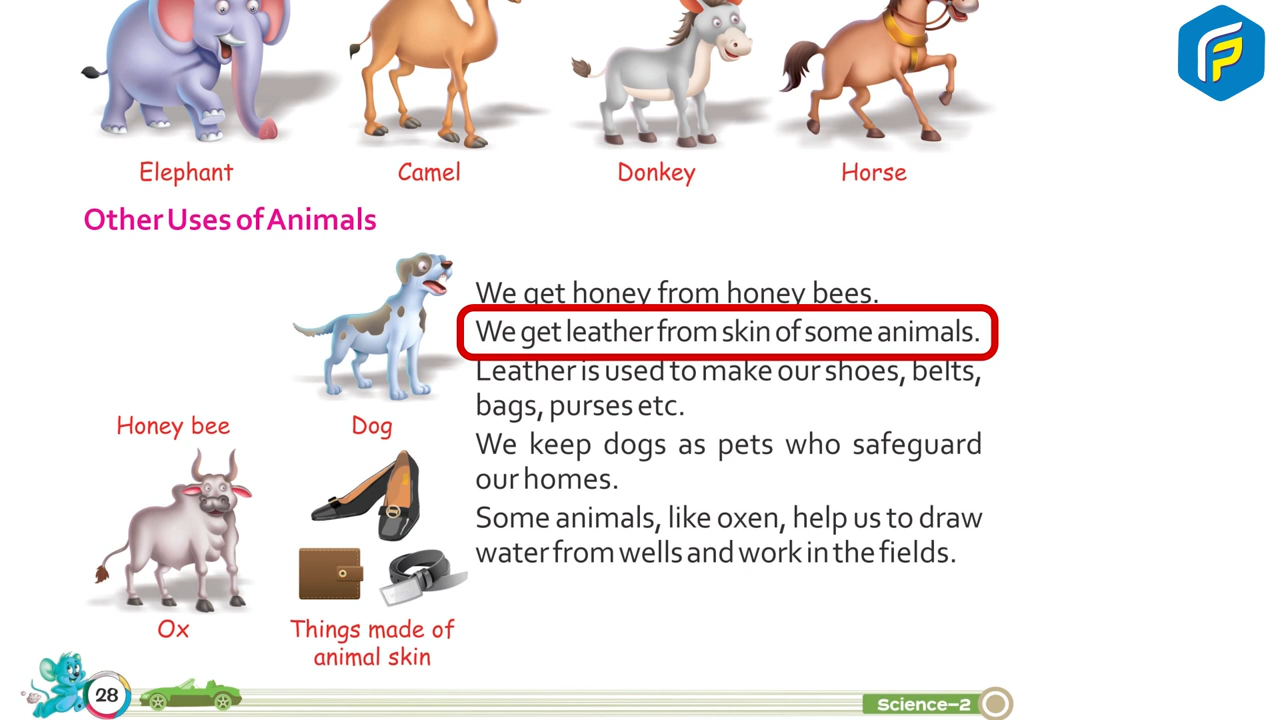 Elephant
Camel
Donkey
Horse
Other Uses of Animals
We get honey from honey bees.
We get leather from skin of some animals.
Leather is used to make our shoes, belts,
bags, purses etc.
We keep dogs as pets who safeguard
our homes.
Some animals, like oxen, help us to draw
water from wells and work in the fields.
Honey bee
Dog
Ox
Things made of
animal skin
28
Science–2